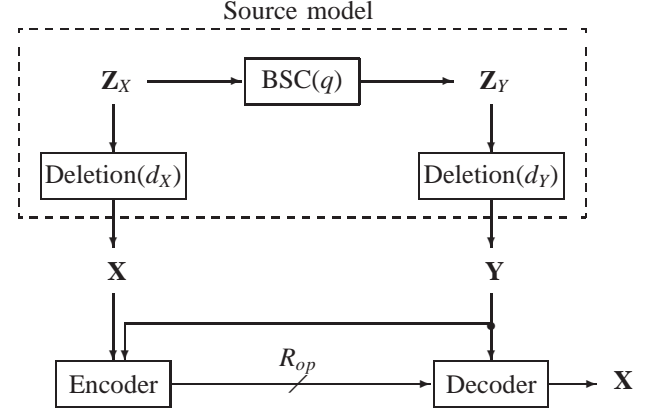 Source model
Z_X BSC(q) Z_Y
Deletion(d_X) Deletion(d_Y)
X Y
R_op
Encoder Decoder X